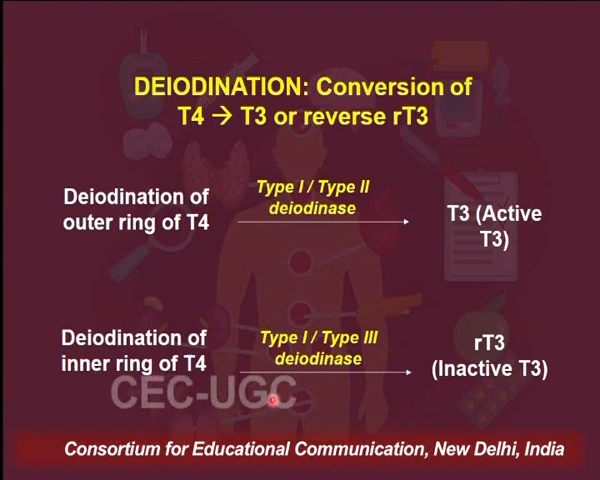 DEIODINATION: Conversion of
T4 → T3 or reverse rT3
Deiodination of
outer ring of T4
Type I / Type II
deiodinase
T3 (Active
T3)
Deiodination of
inner ring of T4
Type I / Type III
deiodinase
rT3
(Inactive T3)
CEC-UGC
Consortium for Educational Communication, New Delhi, India